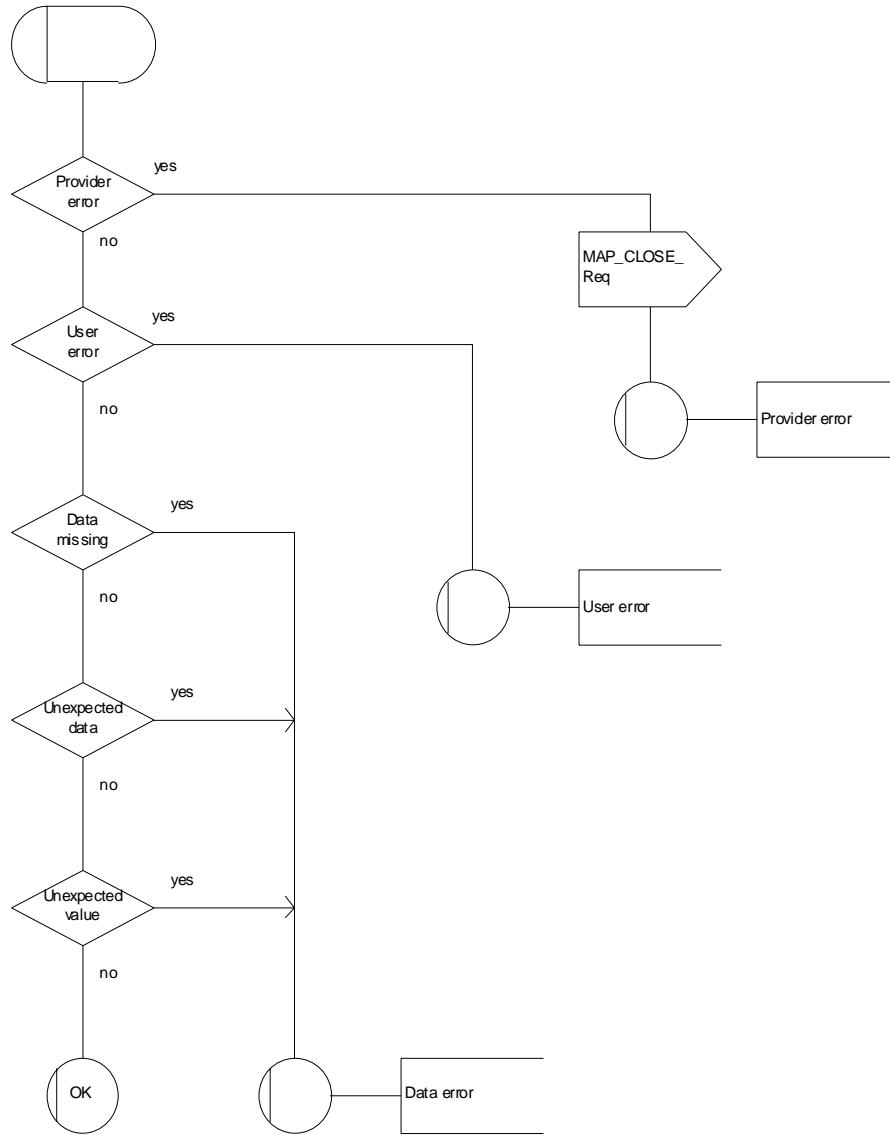 yes
Provider
error
no
MAP_CLOSE_
Req
yes
User
error
no
Provider error
yes
Data
missing
no
User error
yes
Unexpected
data
no
yes
Unexpected
value
no
OK
Data error